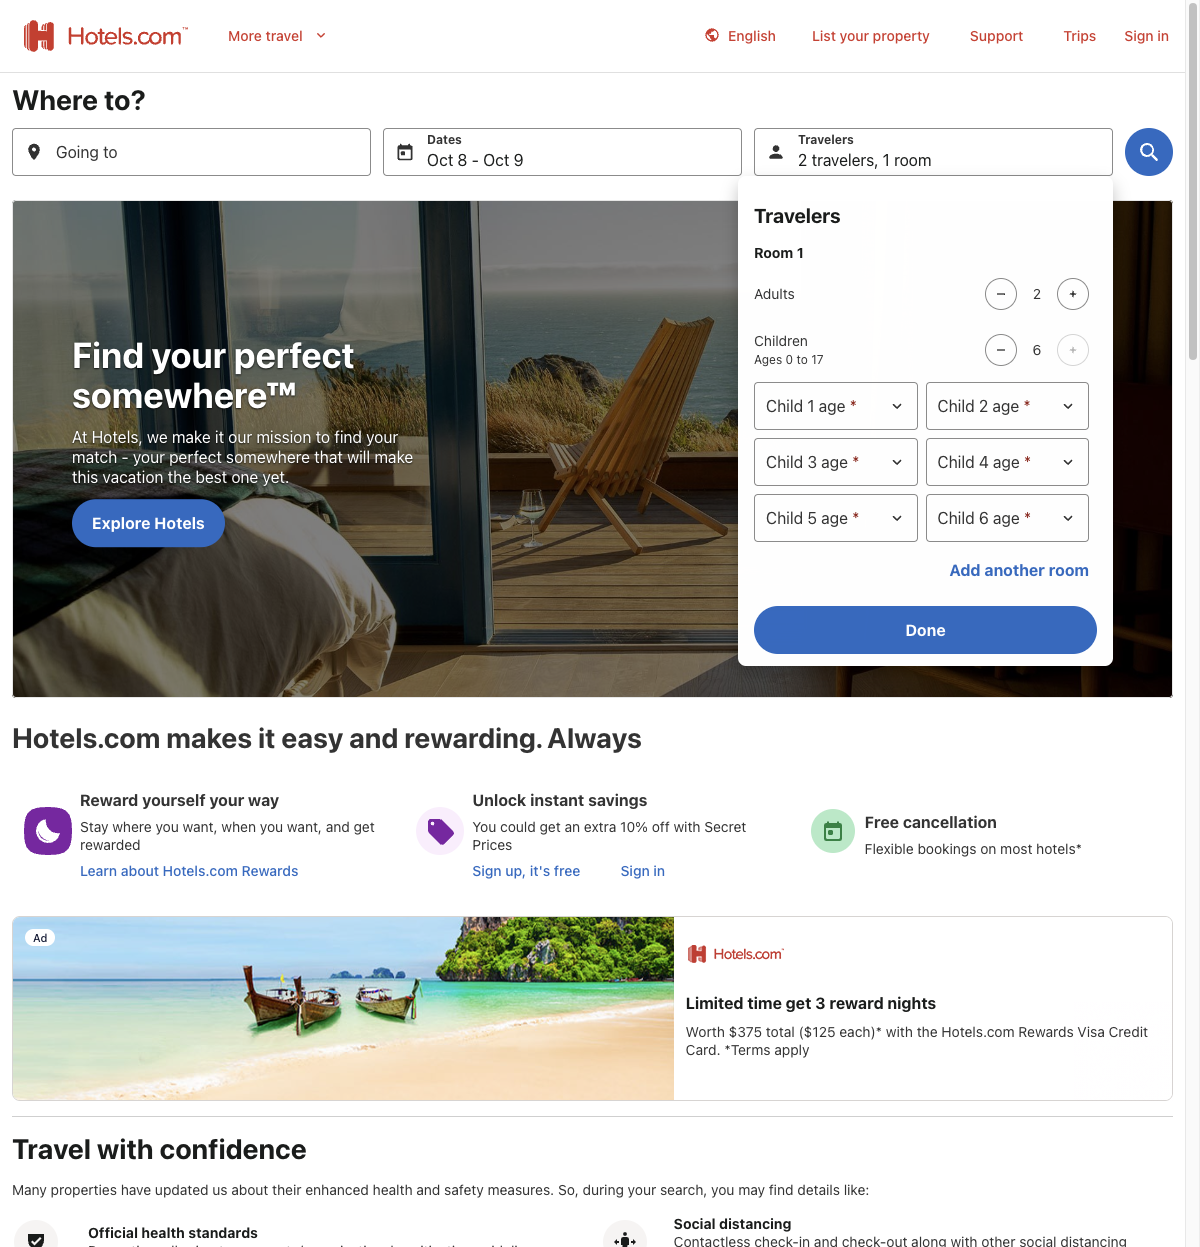 Hotels.com™
More travel
English
List your property
Support
Trips
Sign in
Where to?
Going to
Dates
Oct 8 - Oct 9
Travelers
2 travelers, 1 room
Travelers
Room 1
Adults
2
Children
Ages 0 to 17
6
Child 1 age *
Child 2 age *
Child 3 age *
Child 4 age *
Child 5 age *
Child 6 age *
Add another room
Done
Find your perfect
somewhere™
At Hotels, we make it our mission to find your
match - your perfect somewhere that will make
this vacation the best one yet.
Explore Hotels
Hotels.com makes it easy and rewarding. Always
Reward yourself your way
Stay where you want, when you want, and get
rewarded
Learn about Hotels.com Rewards
Unlock instant savings
You could get an extra 10% off with Secret
Prices
Sign up, it's free
Sign in
Free cancellation
Flexible bookings on most hotels*
Ad
Hotels.com
Limited time get 3 reward nights
Worth $375 total ($125 each)* with the Hotels.com Rewards Visa Credit
Card. *Terms apply
Travel with confidence
Many properties have updated us about their enhanced health and safety measures. So, during your search, you may find details like:
Official health standards
Social distancing
Contactless check-in and check-out along with other social distancing